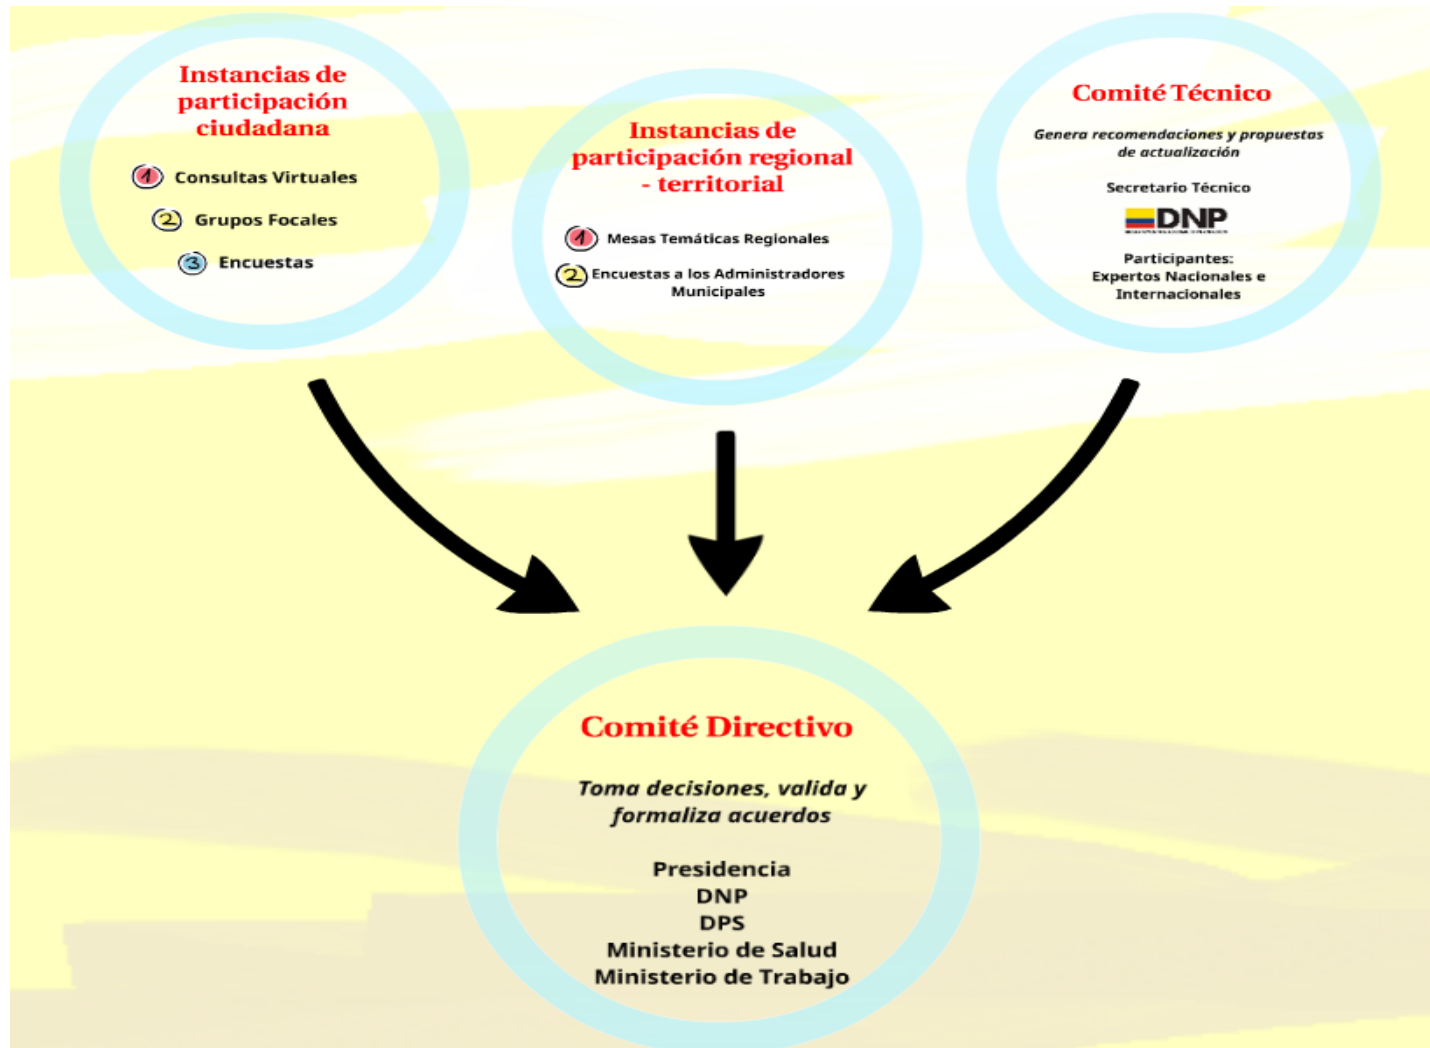 Instancias de
participación
ciudadana
1 Consultas Virtuales
2 Grupos Focales
3 Encuestas
Instancias de
participación regional
- territorial
1 Mesas Temáticas Regionales
2 Encuestas a los Administradores
Municipales
Comité Técnico
Genera recomendaciones y propuestas
de actualización
Secretario Técnico
DNP
Participantes:
Expertos Nacionales e
Internacionales
Comité Directivo
Toma decisiones, valida y
formaliza acuerdos
Presidencia
DNP
DPS
Ministerio de Salud
Ministerio de Trabajo